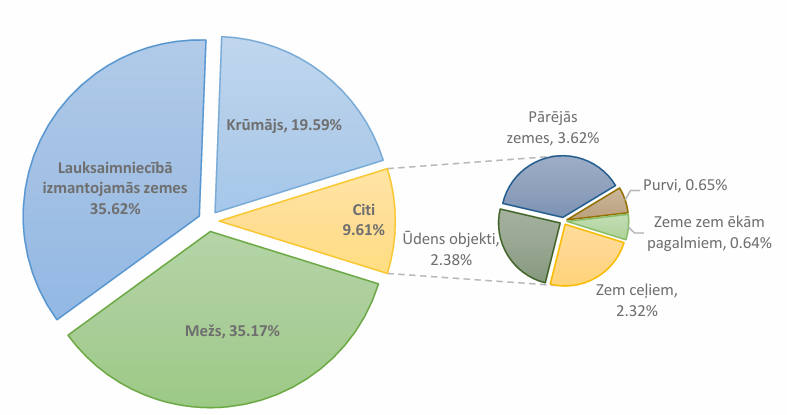 Krūmājs, 19.59%
Lauksaimniecībā
izmantojamās zemes
35.62%
Citi
9.61%
Mežs, 35.17%
Pārējās
zemes, 3.62%
Purvi, 0.65%
Zeme zem ēkām
pagalmiem, 0.64%
Ūdens objekti,
2.38%
Zem ceļiem,
2.32%